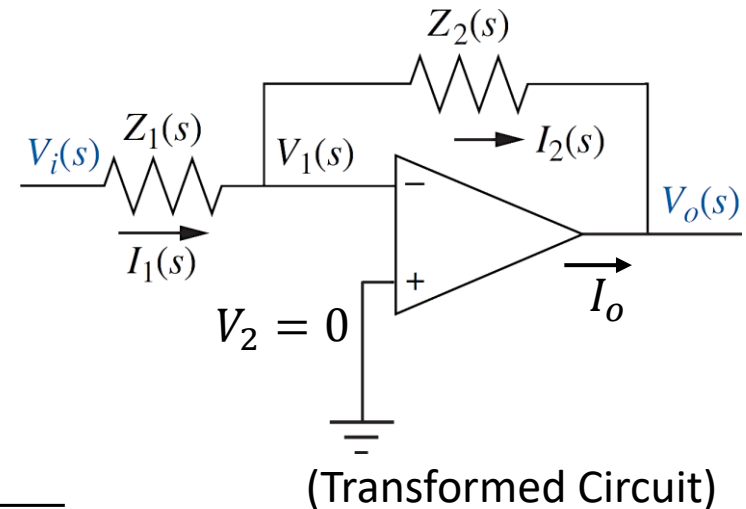 Z₂(s)
Z₁(s)
Vᵢ(s)
V₁(s)
I₂(s)
−
Vₒ(s)
I₁(s)
+
Iₒ
V₂ = 0
(Transformed Circuit)